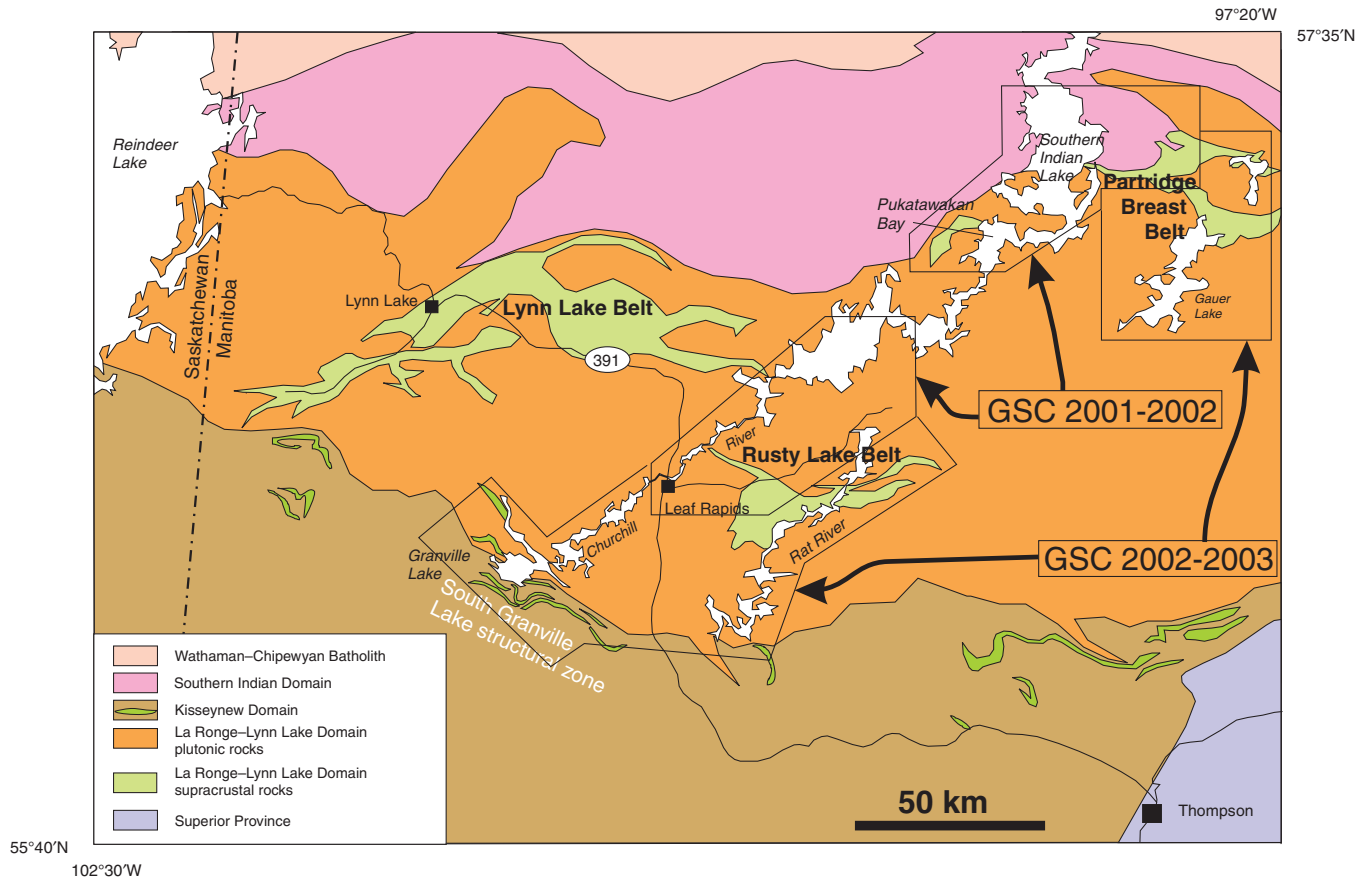 97°20′W
57°35′N
Reindeer
Lake
Southern
Indian
Lake
Partridge
Breast
Belt
Pukatawakan
Bay
Saskatchewan
Manitoba
Lynn Lake
Lynn Lake Belt
Gauer
Lake
391
GSC 2001-2002
River
Rusty Lake Belt
Leaf Rapids
Churchill
Rat River
Granville
Lake
GSC 2002-2003
South Granville
Lake structural zone
Wathaman–Chipewyan Batholith
Southern Indian Domain
Kisseynew Domain
La Ronge–Lynn Lake Domain
plutonic rocks
La Ronge–Lynn Lake Domain
supracrustal rocks
Superior Province
50 km
Thompson
55°40′N
102°30′W